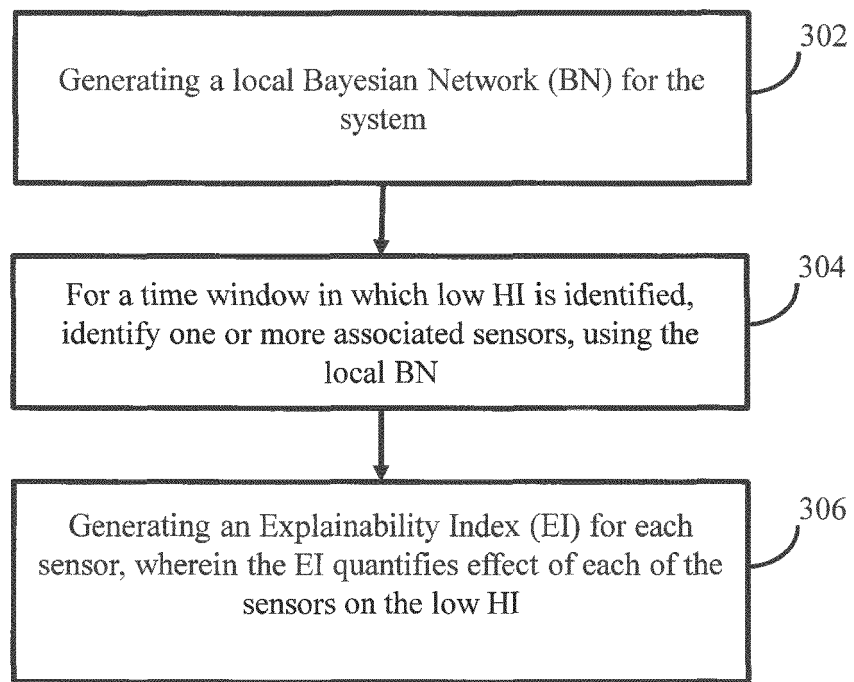 302
Generating a local Bayesian Network (BN) for the
system
304
For a time window in which low HI is identified,
identify one or more associated sensors, using the
local BN
306
Generating an Explainability Index (EI) for each
sensor, wherein the EI quantifies effect of each of the
sensors on the low HI